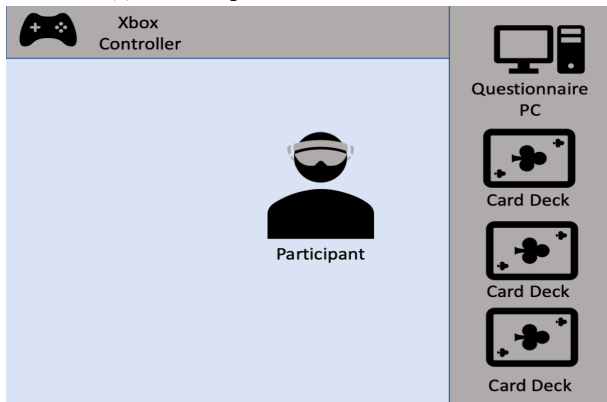 Xbox
Controller
Questionnaire
PC
Card Deck
Participant
Card Deck
Card Deck